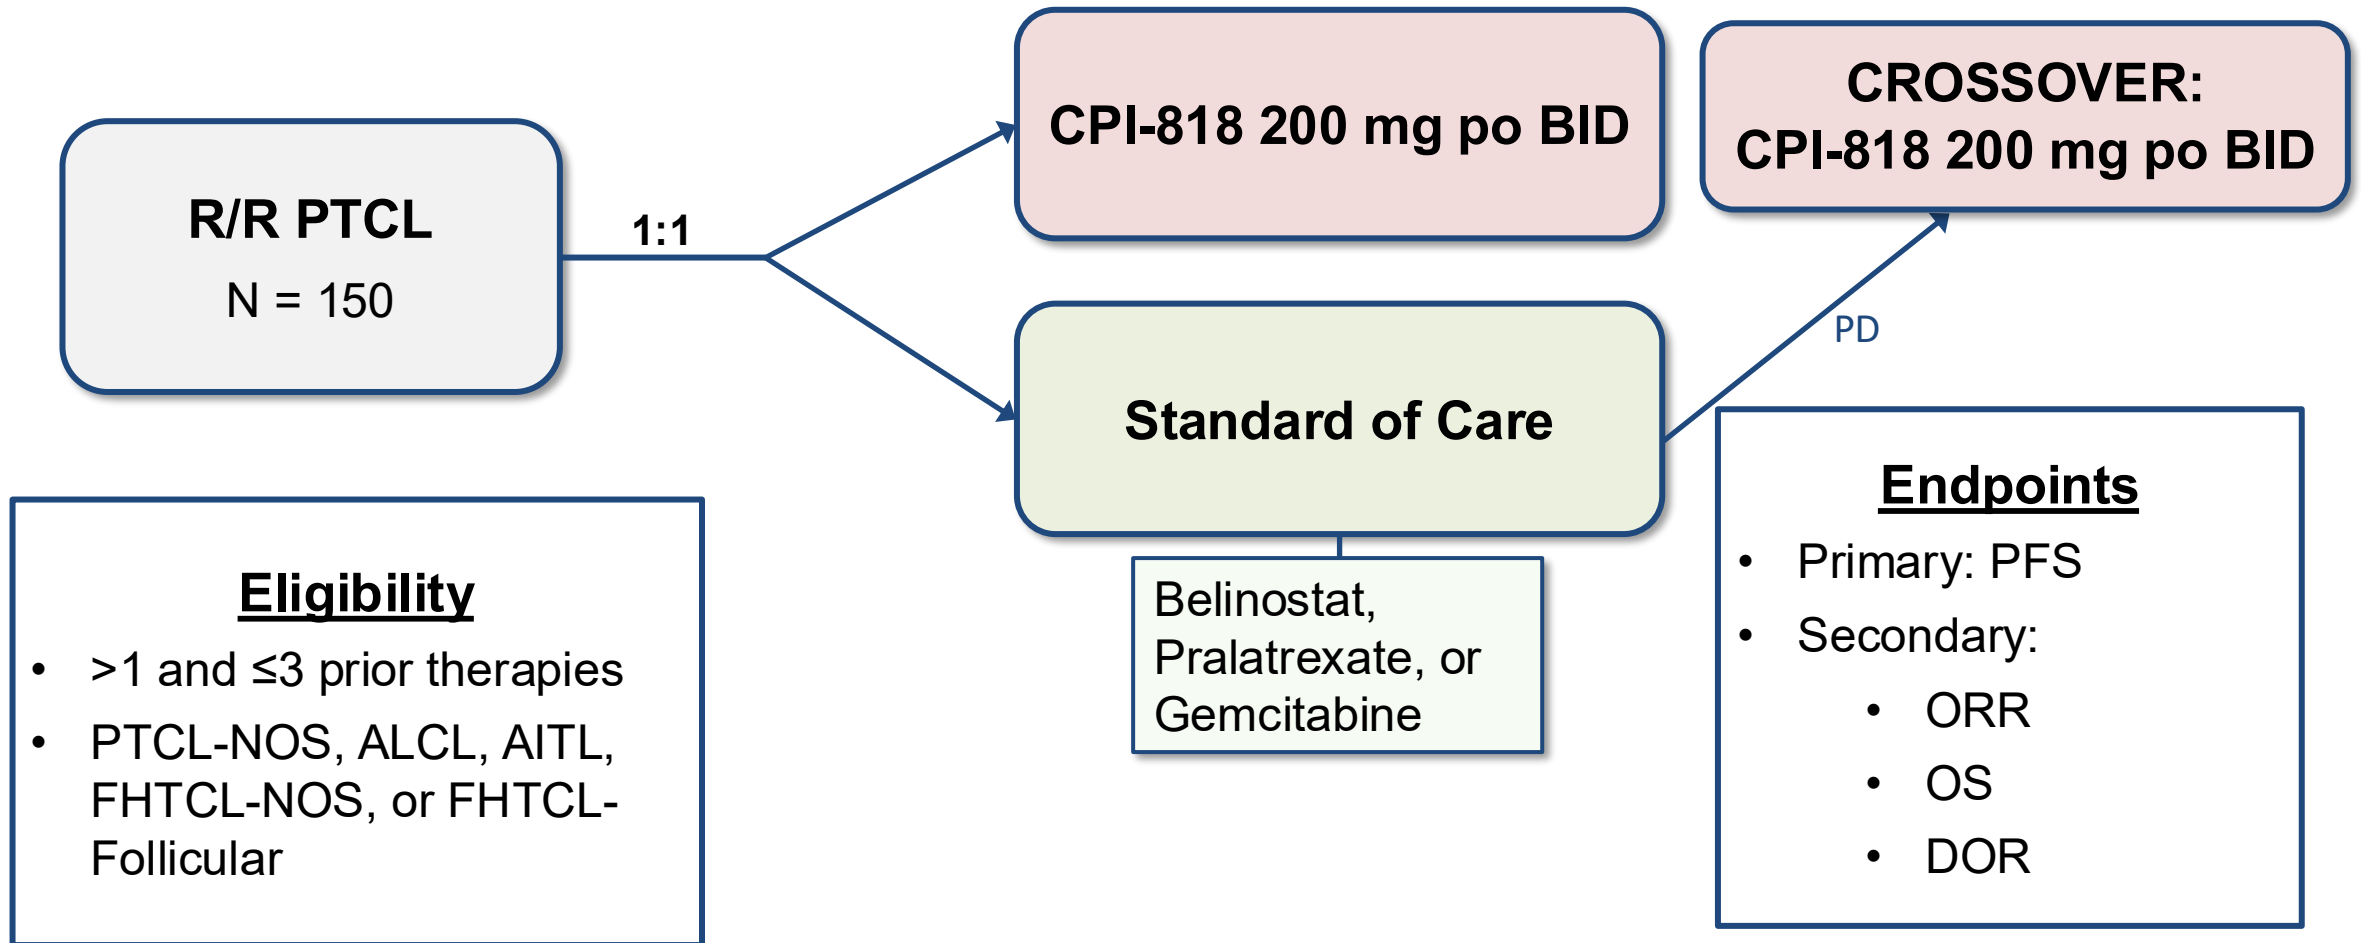 R/R PTCL
N = 150
1:1
CPI-818 200 mg po BID
CROSSOVER:
CPI-818 200 mg po BID
PD
Standard of Care
Belinostat,
Pralatrexate, or
Gemcitabine
Eligibility
• >1 and ≤3 prior therapies
• PTCL-NOS, ALCL, AITL,
FHTCL-NOS, or FHTCL-
Follicular
Endpoints
• Primary: PFS
• Secondary:
• ORR
• OS
• DOR